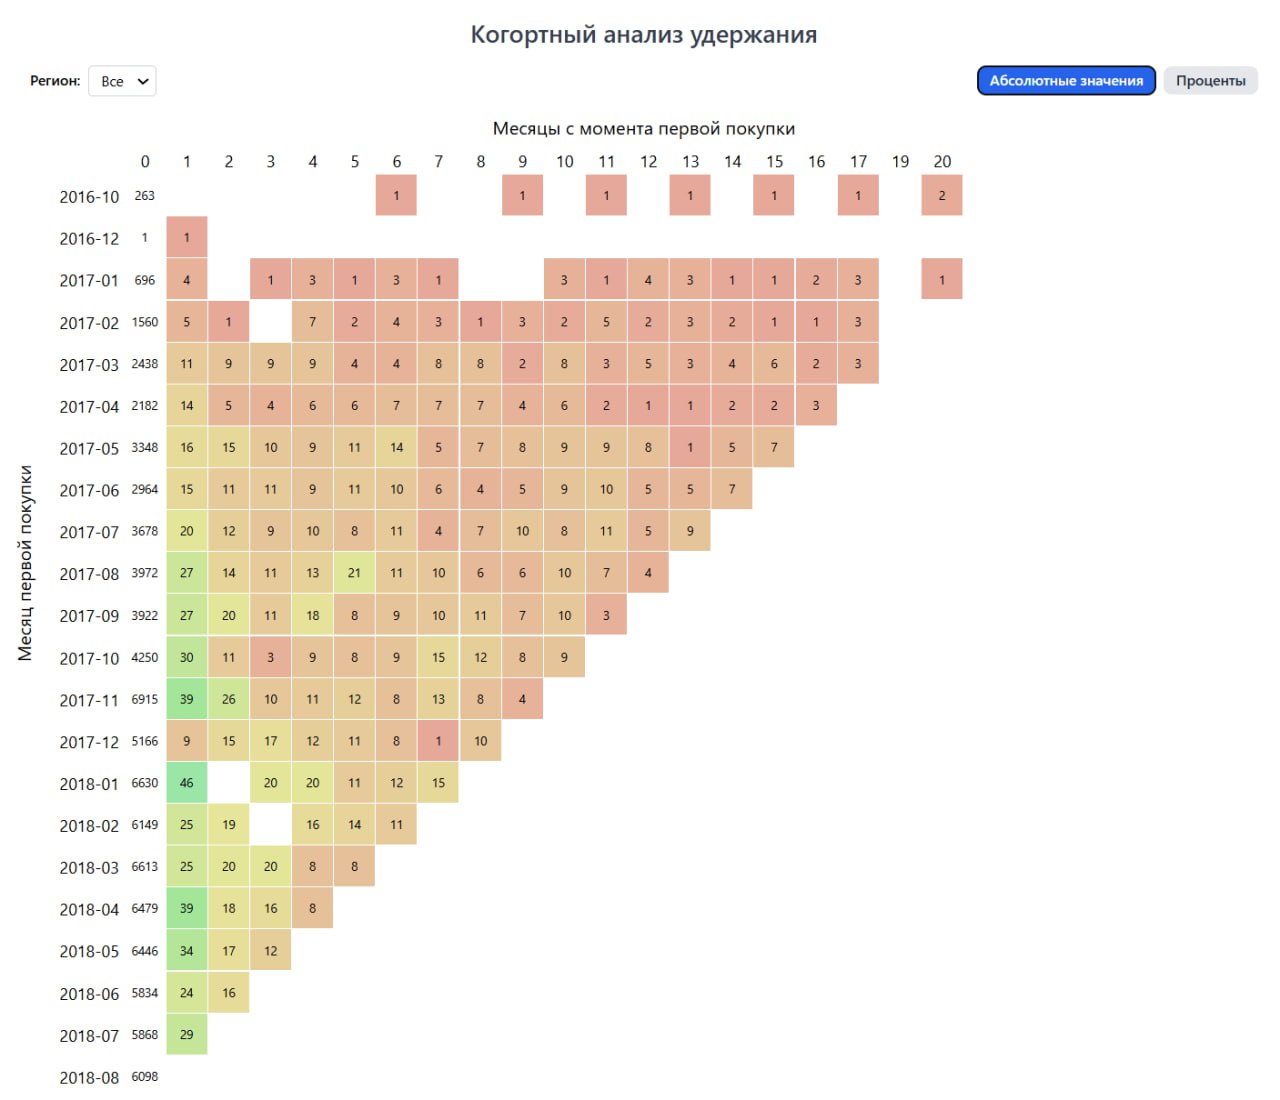 Когортный анализ удержания
Регион: Все Абсолютные значения Проценты
Месяцы с момента первой покупки
0 1 2 3 4 5 6 7 8 9 10 11 12 13 14 15 16 17 19 20
Месяц первой покупки
2016-10 263 1 1 1 1 1 1 2
2016-12 1 1
2017-01 696 4 1 3 1 3 1 3 1 4 3 1 1 2 3 1
2017-02 1560 5 1 7 2 4 3 1 3 2 5 2 3 2 1 1 3
2017-03 2438 11 9 9 9 4 4 8 8 2 8 3 5 3 4 6 2 3
2017-04 2182 14 5 4 6 6 7 7 7 4 6 2 1 1 2 2 3
2017-05 3348 16 15 10 9 11 14 5 7 8 9 9 8 1 5 7
2017-06 2964 15 11 11 9 11 10 6 4 5 9 10 5 5 7
2017-07 3678 20 12 9 10 8 11 4 7 10 8 11 5 9
2017-08 3972 27 14 11 13 21 11 10 6 6 10 7 4
2017-09 3922 27 20 11 18 8 9 10 11 7 10 3
2017-10 4250 30 11 3 9 8 9 15 12 8 9
2017-11 6915 39 26 10 11 12 8 13 8 4
2017-12 5166 9 15 17 12 11 8 1 10
2018-01 6630 46 20 20 11 12 15
2018-02 6149 25 19 16 14 11
2018-03 6613 25 20 20 8 8
2018-04 6479 39 18 16 8
2018-05 6446 34 17 12
2018-06 5834 24 16
2018-07 5868 29
2018-08 6098